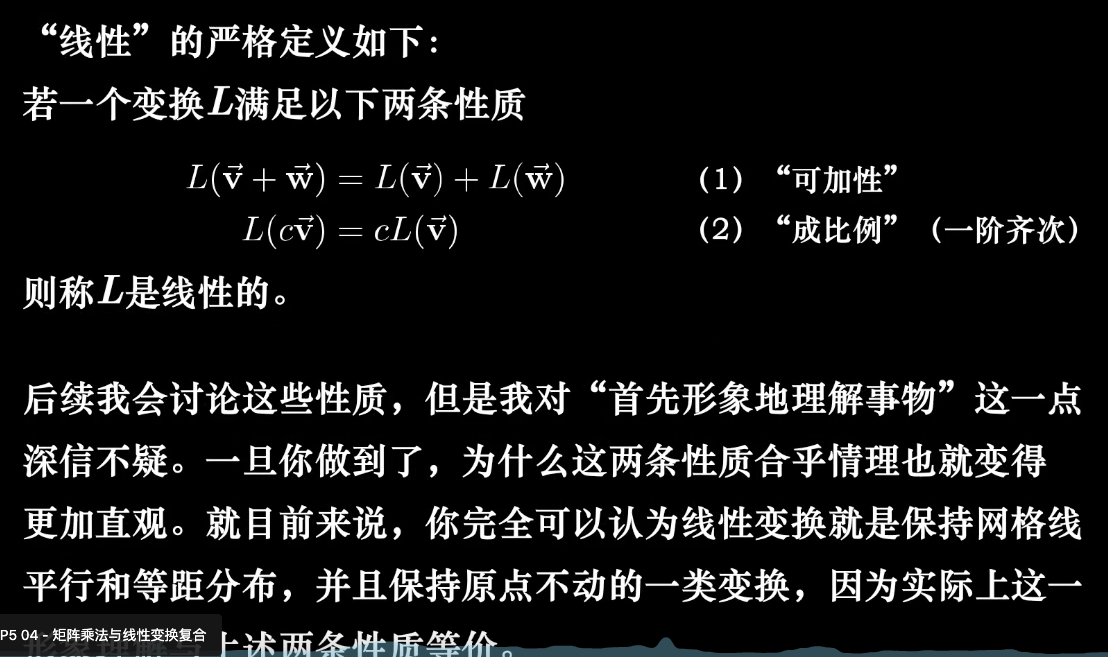 “线性”的严格定义如下：
若一个变换L满足以下两条性质
L(v⃗ + w⃗) = L(v⃗) + L(w⃗) （1）“可加性”
L(cv⃗) = cL(v⃗) （2）“成比例”（一阶齐次）
则称L是线性的。
后续我会讨论这些性质，但是我对“首先形象地理解事物”这一点
深信不疑。一旦你做到了，为什么这两条性质合乎情理也就变得
更加直观。就目前来说，你完全可以认为线性变换就是保持网格线
平行和等距分布，并且保持原点不动的一类变换，因为实际上这一
P5 04 - 矩阵乘法与线性变换复合
上述两条性质等价。